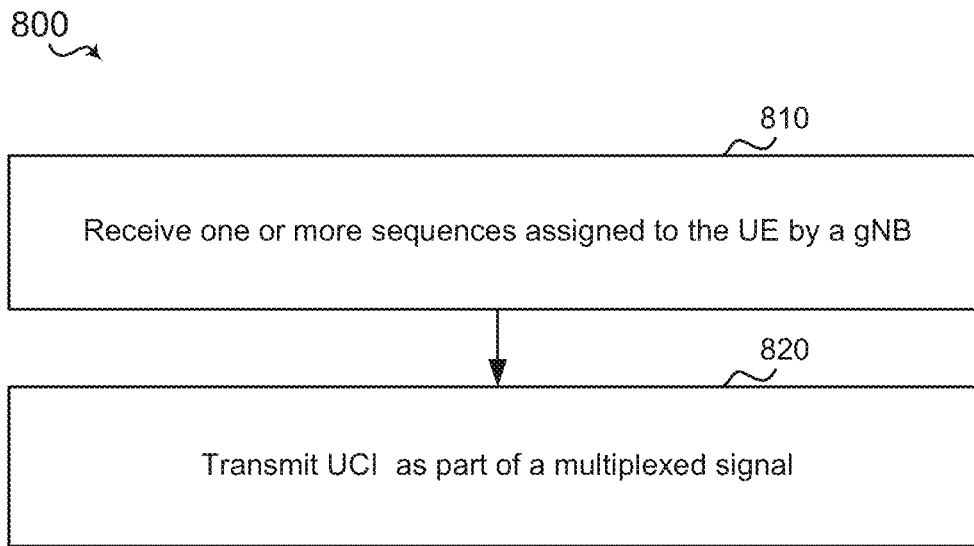 800
810
Receive one or more sequences assigned to the UE by a gNB
820
Transmit UCI as part of a multiplexed signal